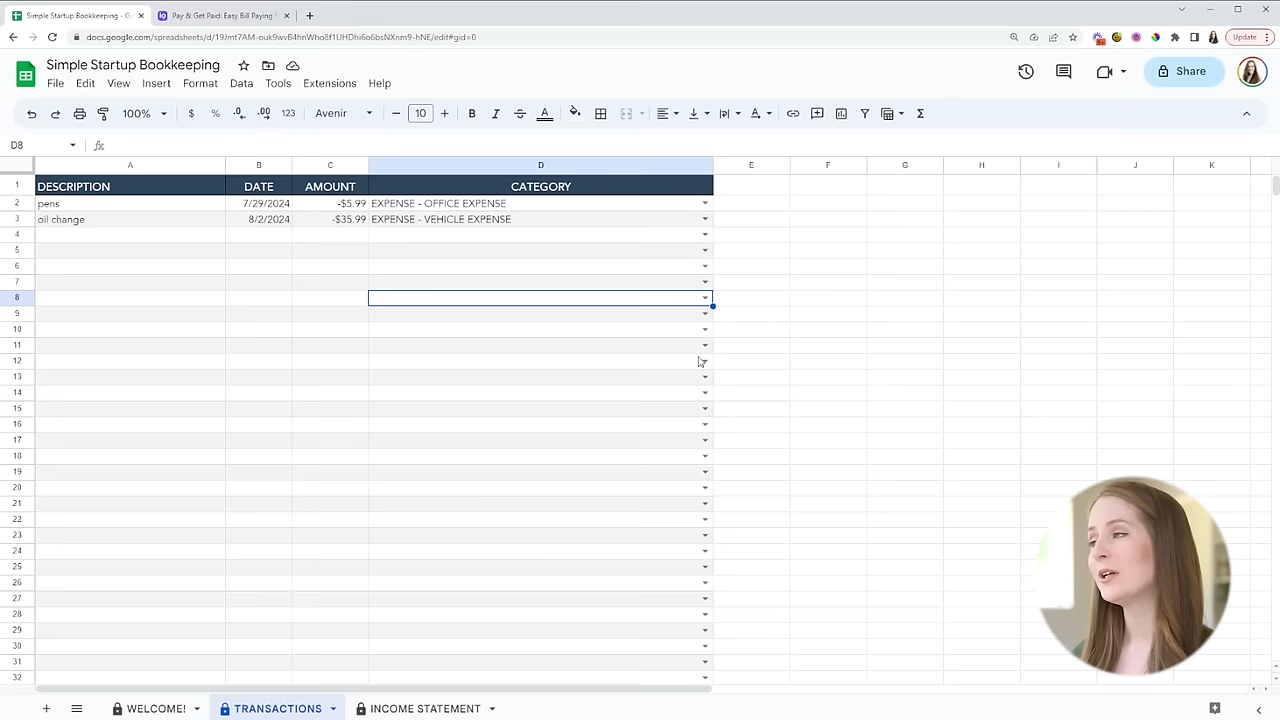 Simple Startup Bookkeeping - G
Pay & Get Paid: Easy Bill Paying
docs.google.com/spreadsheets/d/19Jmt7AM-ouk9wvB4hnWho8f1UHDhi6o6bsNXnm9-hNE/edit#gid=0
Update
Simple Startup Bookkeeping
File Edit View Insert Format Data Tools Extensions Help
Share
100% $ % .0 .00 123 Avenir 10 B I S A
D8 fx
A B C D E F G H I J K
1 DESCRIPTION DATE AMOUNT CATEGORY
2 pens 7/29/2024 -$5.99 EXPENSE - OFFICE EXPENSE
3 oil change 8/2/2024 -$35.99 EXPENSE - VEHICLE EXPENSE
4
5
6
7
8
9
10
11
12
13
14
15
16
17
18
19
20
21
22
23
24
25
26
27
28
29
30
31
32
WELCOME! TRANSACTIONS INCOME STATEMENT